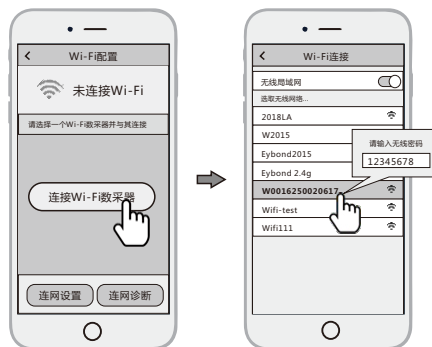 Wi-Fi配置
未连接Wi-Fi
请选择一个Wi-Fi数采器并与其连接
连接Wi-Fi数采器
连网设置
连网诊断
Wi-Fi连接
无线局域网
选取无线网络...
2018LA
W2015
Eybond2015
Eybond 2.4g
W0016250020617
Wifi-test
Wifi111
请输入无线密码
12345678